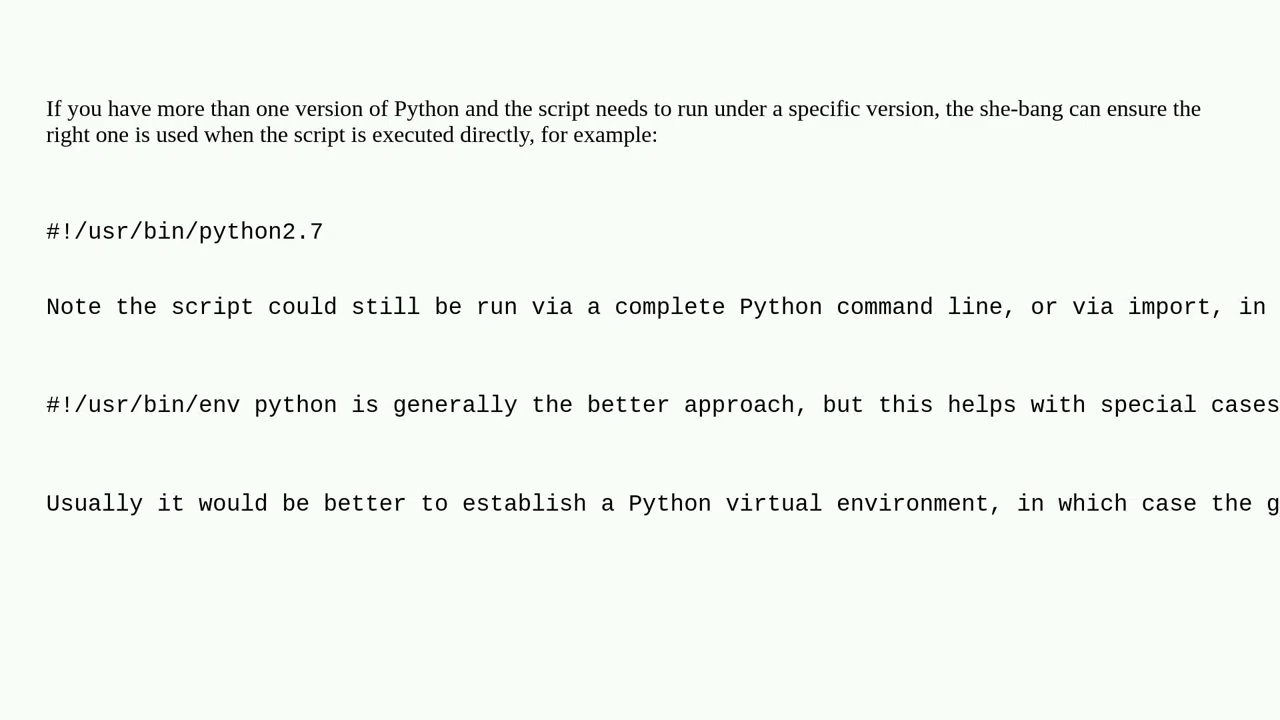 If you have more than one version of Python and the script needs to run under a specific version, the she-bang can ensure the
right one is used when the script is executed directly, for example:
#!/usr/bin/python2.7
Note the script could still be run via a complete Python command line, or via import, in
#!/usr/bin/env python is generally the better approach, but this helps with special cases
Usually it would be better to establish a Python virtual environment, in which case the g